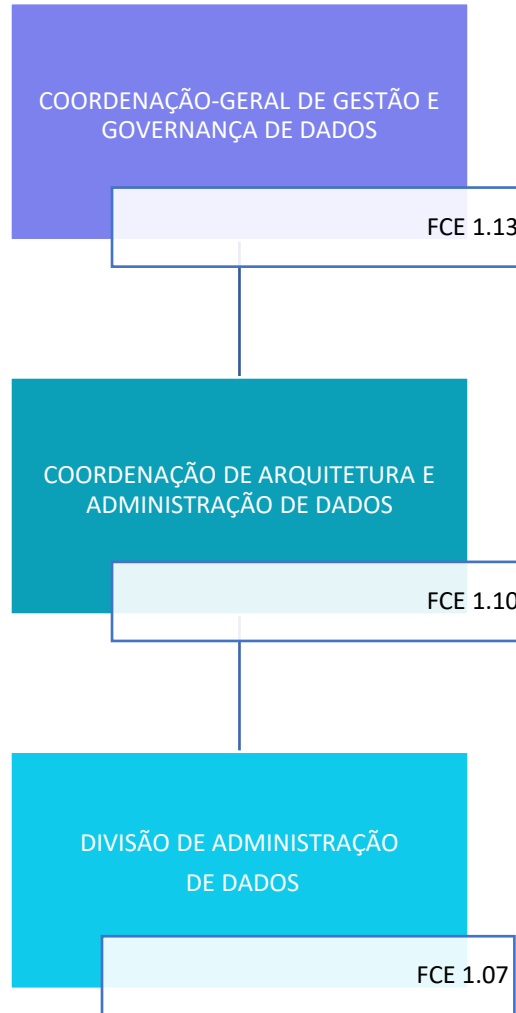 COORDENAÇÃO-GERAL DE GESTÃO E
GOVERNANÇA DE DADOS
FCE 1.13
COORDENAÇÃO DE ARQUITETURA E
ADMINISTRAÇÃO DE DADOS
FCE 1.10
DIVISÃO DE ADMINISTRAÇÃO
DE DADOS
FCE 1.07